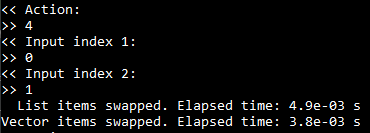 << Action:
>> 4
<< Input index 1:
>> 0
<< Input index 2:
>> 1
List items swapped. Elapsed time: 4.9e-03 s
Vector items swapped. Elapsed time: 3.8e-03 s